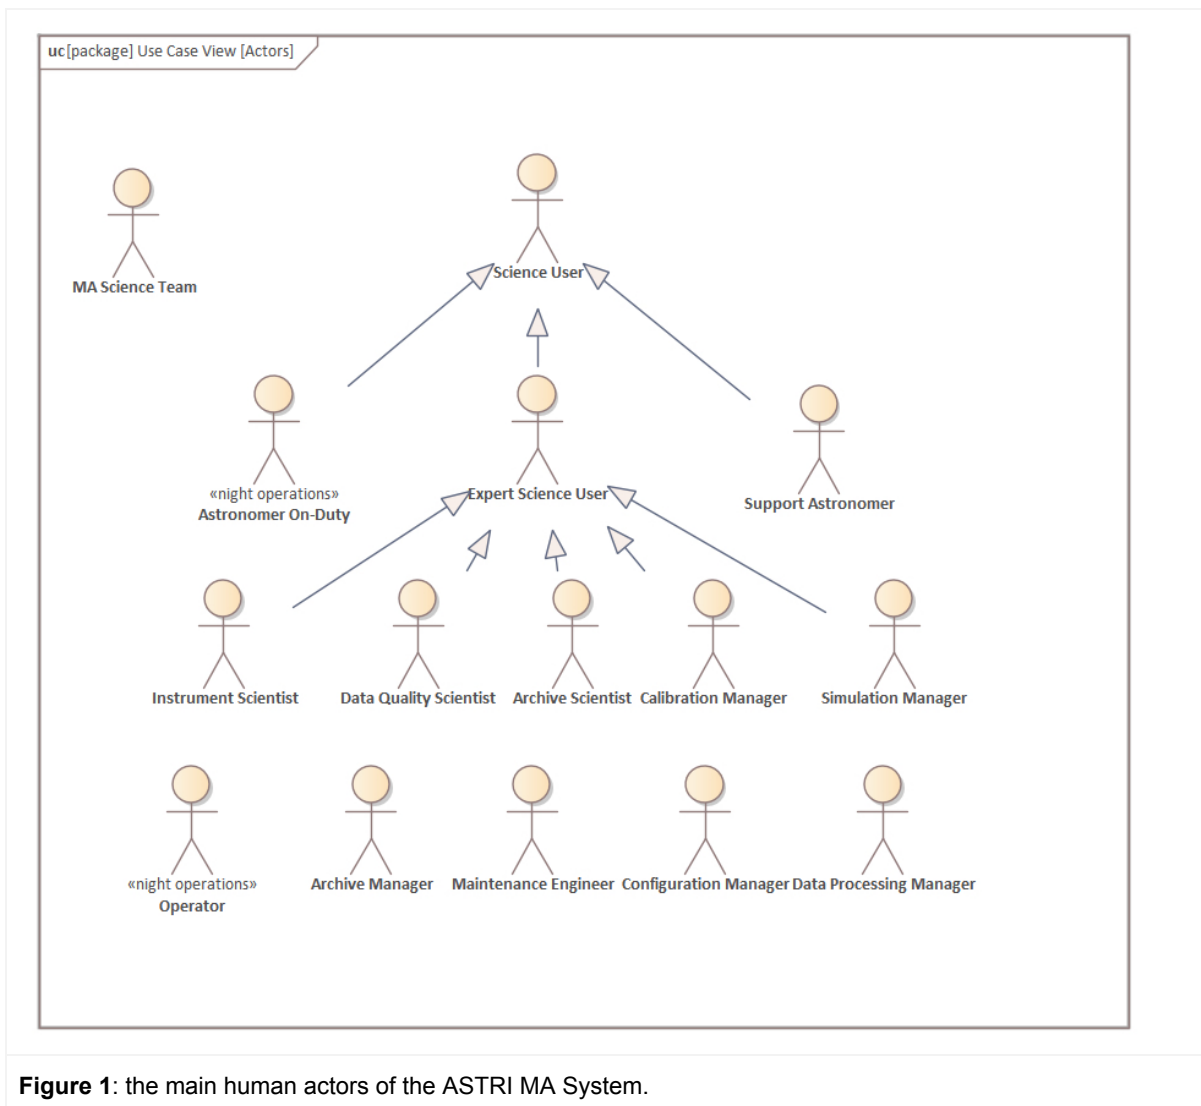 uc [package] Use Case View [Actors]
MA Science Team
Science User
«night operations»
Astronomer On-Duty
Expert Science User
Support Astronomer
Instrument Scientist
Data Quality Scientist
Archive Scientist
Calibration Manager
Simulation Manager
«night operations»
Operator
Archive Manager
Maintenance Engineer
Configuration Manager
Data Processing Manager
Figure 1: the main human actors of the ASTRI MA System.